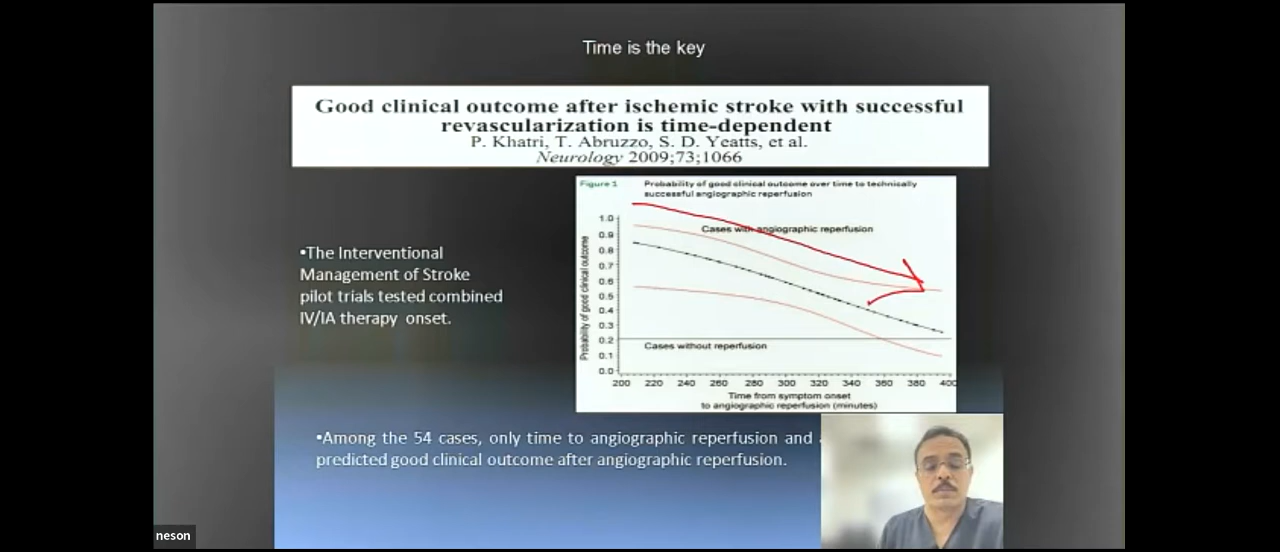 Time is the key
Good clinical outcome after ischemic stroke with successful
revascularization is time-dependent
P. Khatri, T. Abruzzo, S. D. Yeatts, et al.
Neurology 2009;73;1066
Figure 1 Probability of good clinical outcome over time to technically
successful angiographic reperfusion
•The Interventional
Management of Stroke
pilot trials tested combined
IV/IA therapy onset.
Probability of good clinical outcome
1.0
0.9
0.8
0.7
0.6
0.5
0.4
0.3
0.2
0.1
0.0
Cases with angiographic reperfusion
Cases without reperfusion
200 220 240 260 280 300 320 340 360 380 400
Time from symptom onset
to angiographic reperfusion (minutes)
•Among the 54 cases, only time to angiographic reperfusion and
predicted good clinical outcome after angiographic reperfusion.
neson